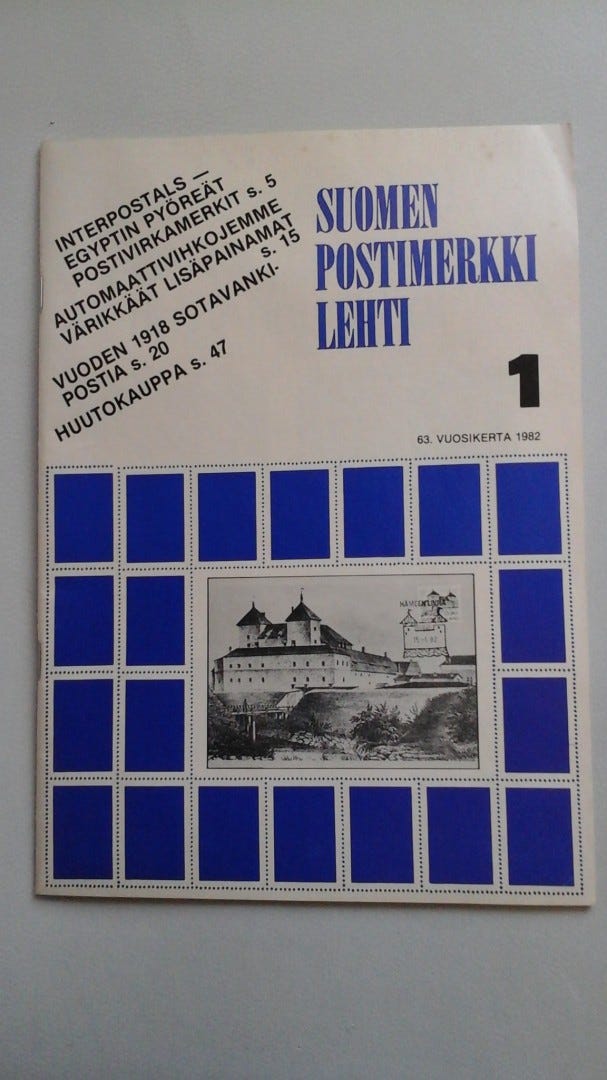 INTERPOSTALS —
EGYPTIN PYÖREÄT
POSTIVIRKAMERKIT s. 5
AUTOMAATTIVIHKOJEMME
VÄRIKKÄÄT LISÄPAINAMAT
s. 15
VUODEN 1918 SOTAVANKI-
POSTIA s. 20
HUUTOKAUPPA s. 47
SUOMEN
POSTIMERKKI
LEHTI
1
63. VUOSIKERTA 1982
HÄMEENLINNA